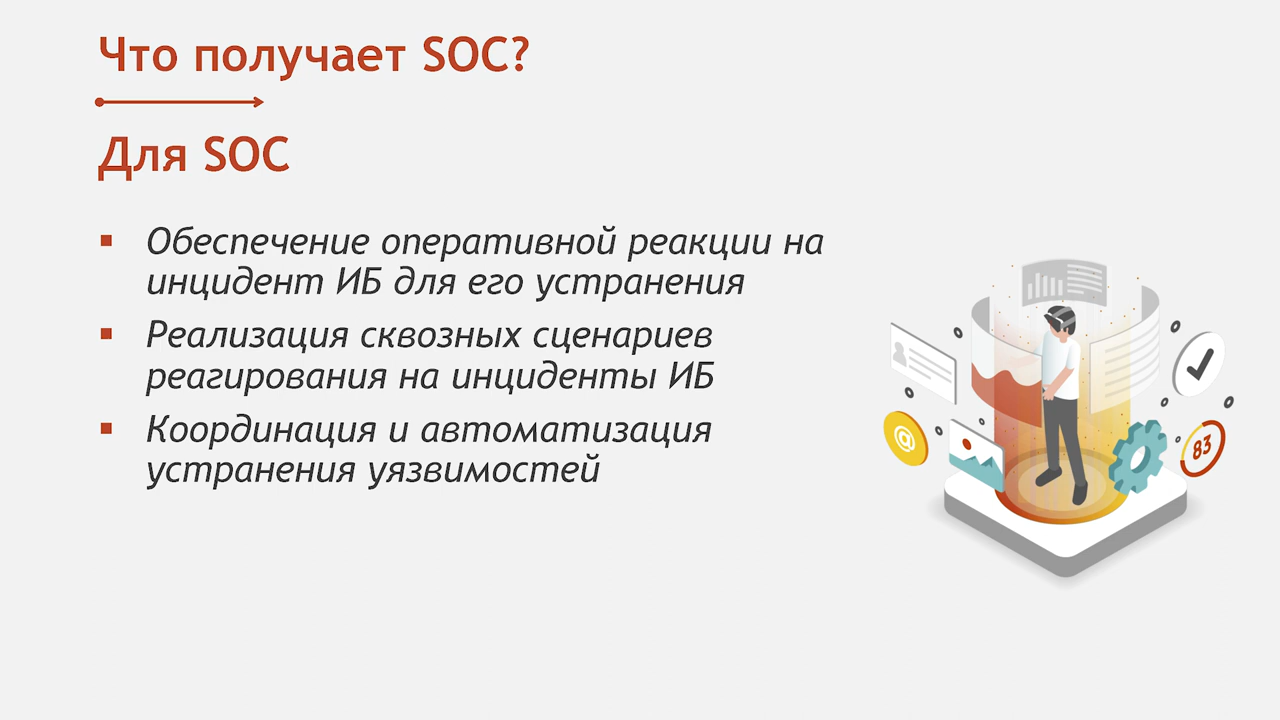 Что получает SOC?
Для SOC
▪ Обеспечение оперативной реакции на
инцидент ИБ для его устранения
▪ Реализация сквозных сценариев
реагирования на инциденты ИБ
▪ Координация и автоматизация
устранения уязвимостей
@
83